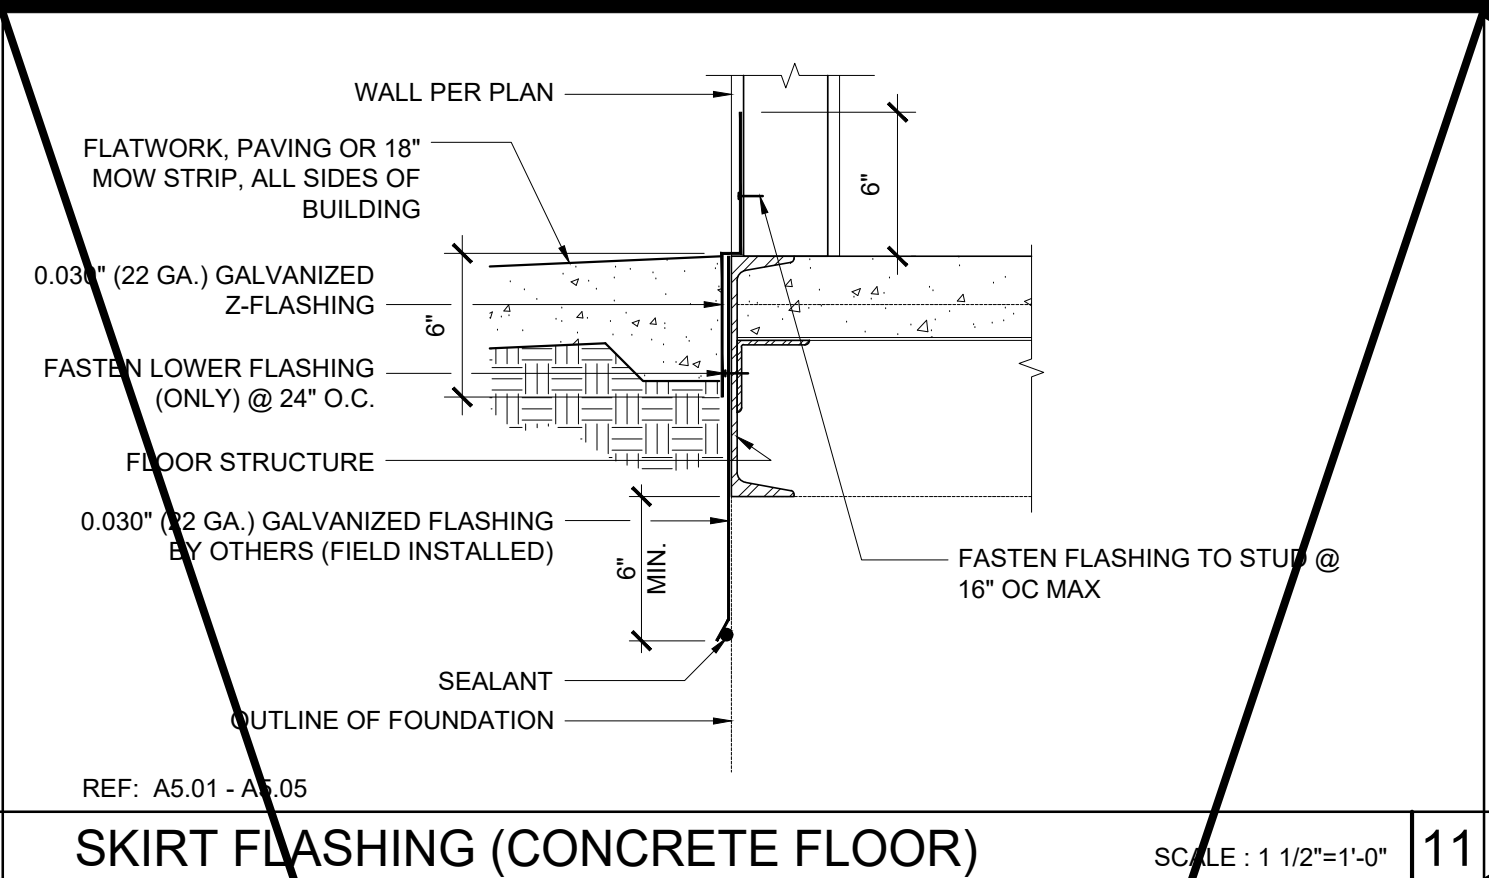 WALL PER PLAN
FLATWORK, PAVING OR 18"
MOW STRIP, ALL SIDES OF
BUILDING
6"
0.030" (22 GA.) GALVANIZED
Z-FLASHING
6"
FASTEN LOWER FLASHING
(ONLY) @ 24" O.C.
FLOOR STRUCTURE
0.030" (22 GA.) GALVANIZED FLASHING
BY OTHERS (FIELD INSTALLED)
6"
MIN.
FASTEN FLASHING TO STUD @
16" OC MAX
SEALANT
OUTLINE OF FOUNDATION
REF: A5.01 - A5.05
SKIRT FLASHING (CONCRETE FLOOR)
SCALE : 1 1/2"=1'-0"
11